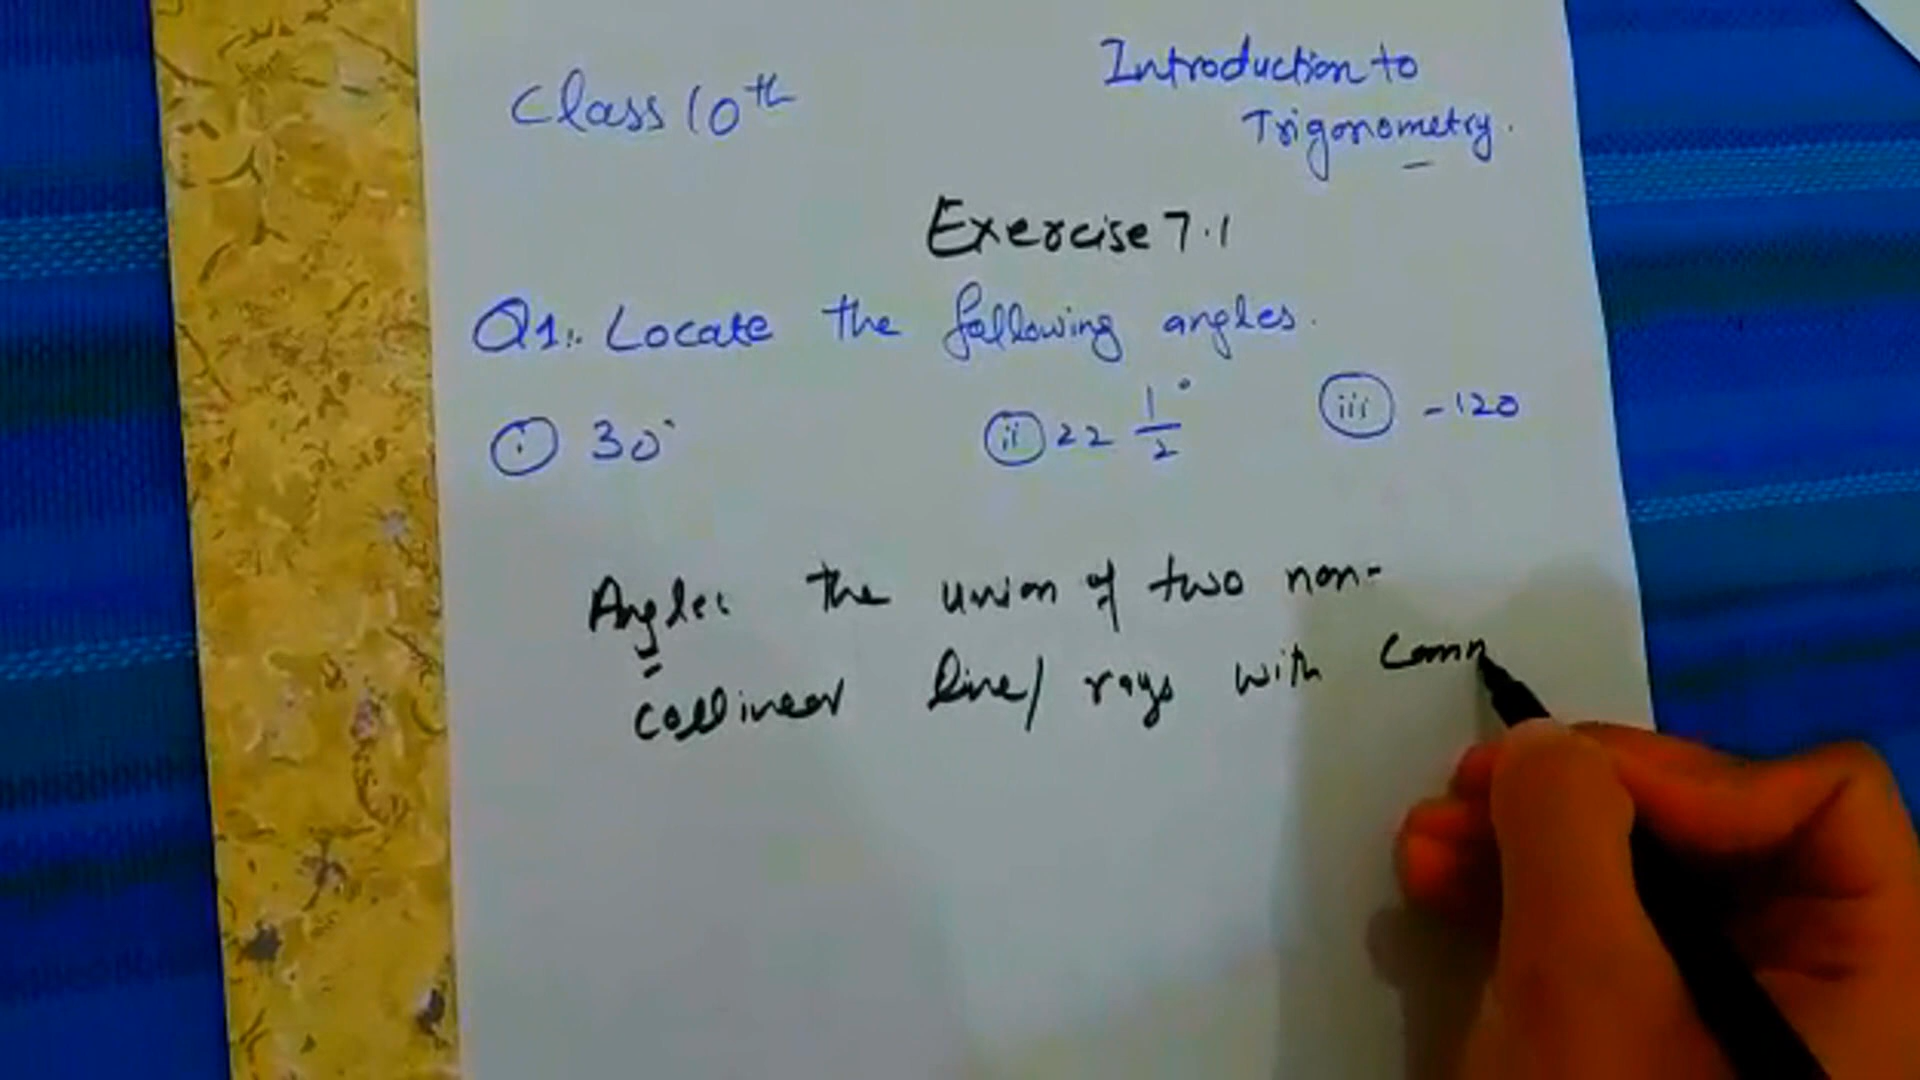 Class 10th
Introduction to
Trigonometry.
Exercise 7.1
Q1:. Locate the following angles.
(i) 30° (ii) 22 1/2° (iii) -120
Angle: the union of two non-
collinear line/ rays with comm